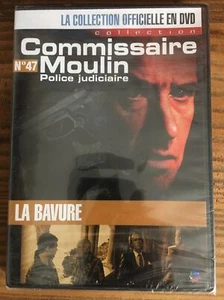 LA COLLECTION OFFICIELLE EN DVD
collection
Commissaire
N°47 Moulin
Police judiciaire
LA BAVURE